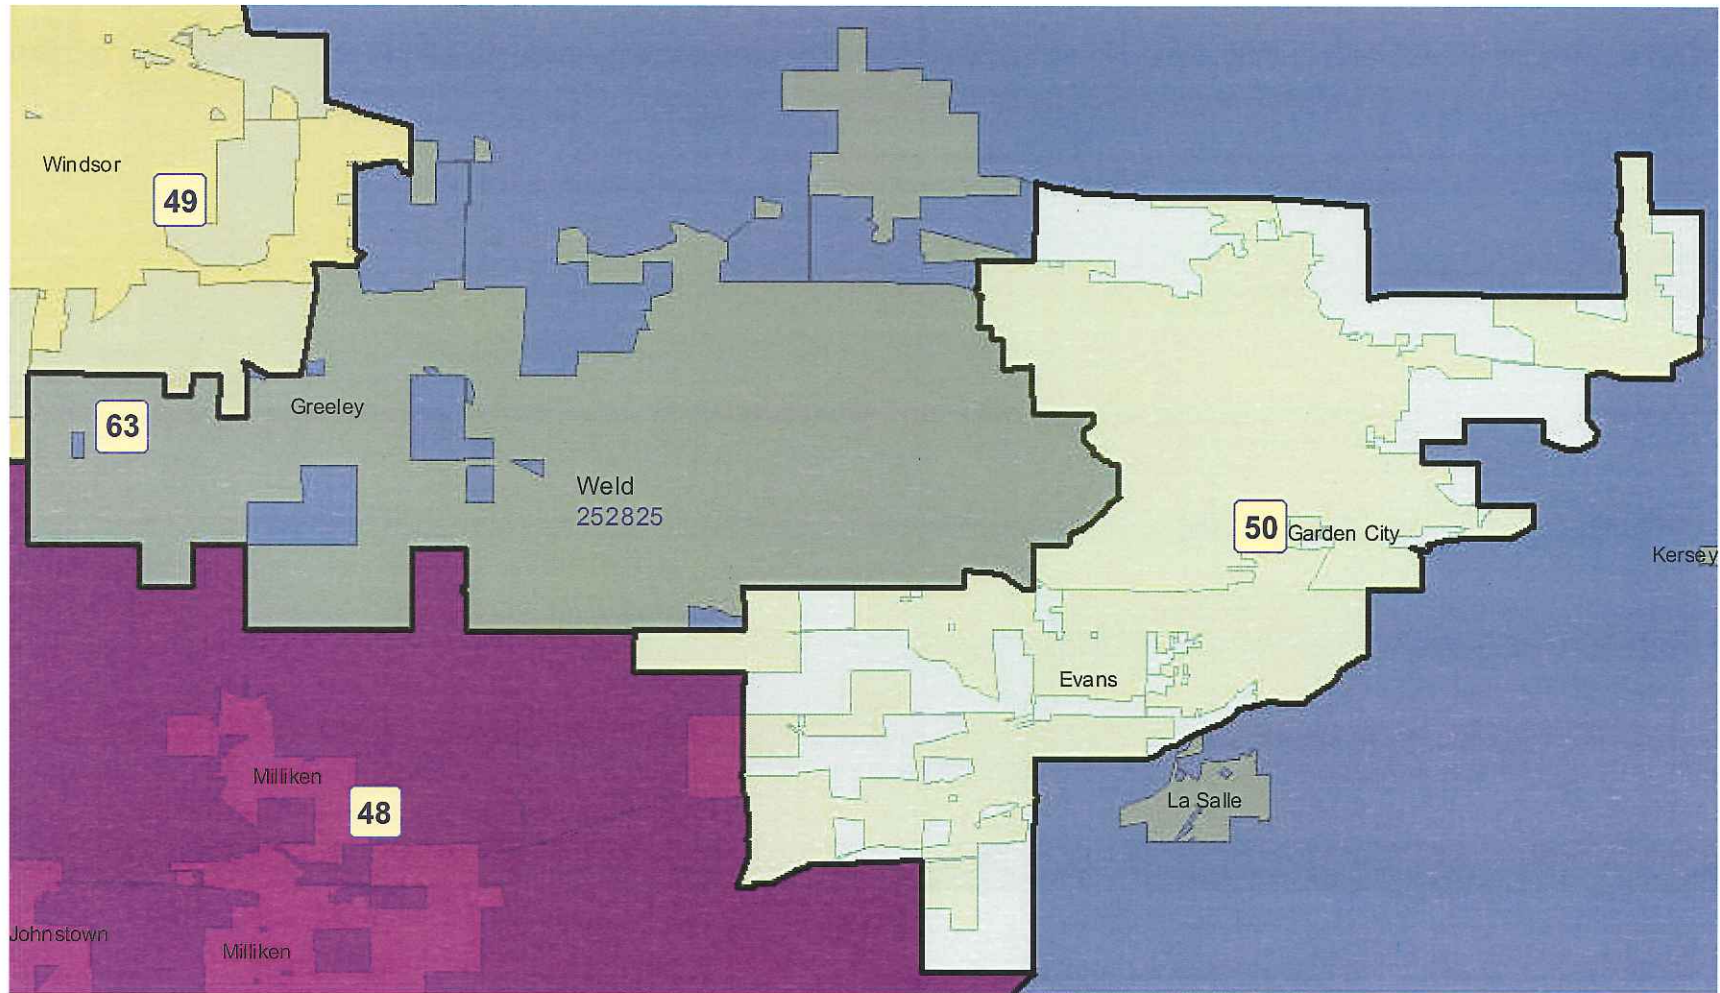 Windsor
49
63
Greeley
Weld
252825
50
Garden City
Kersey
Evans
Milliken
48
La Salle
Johnstown
Milliken